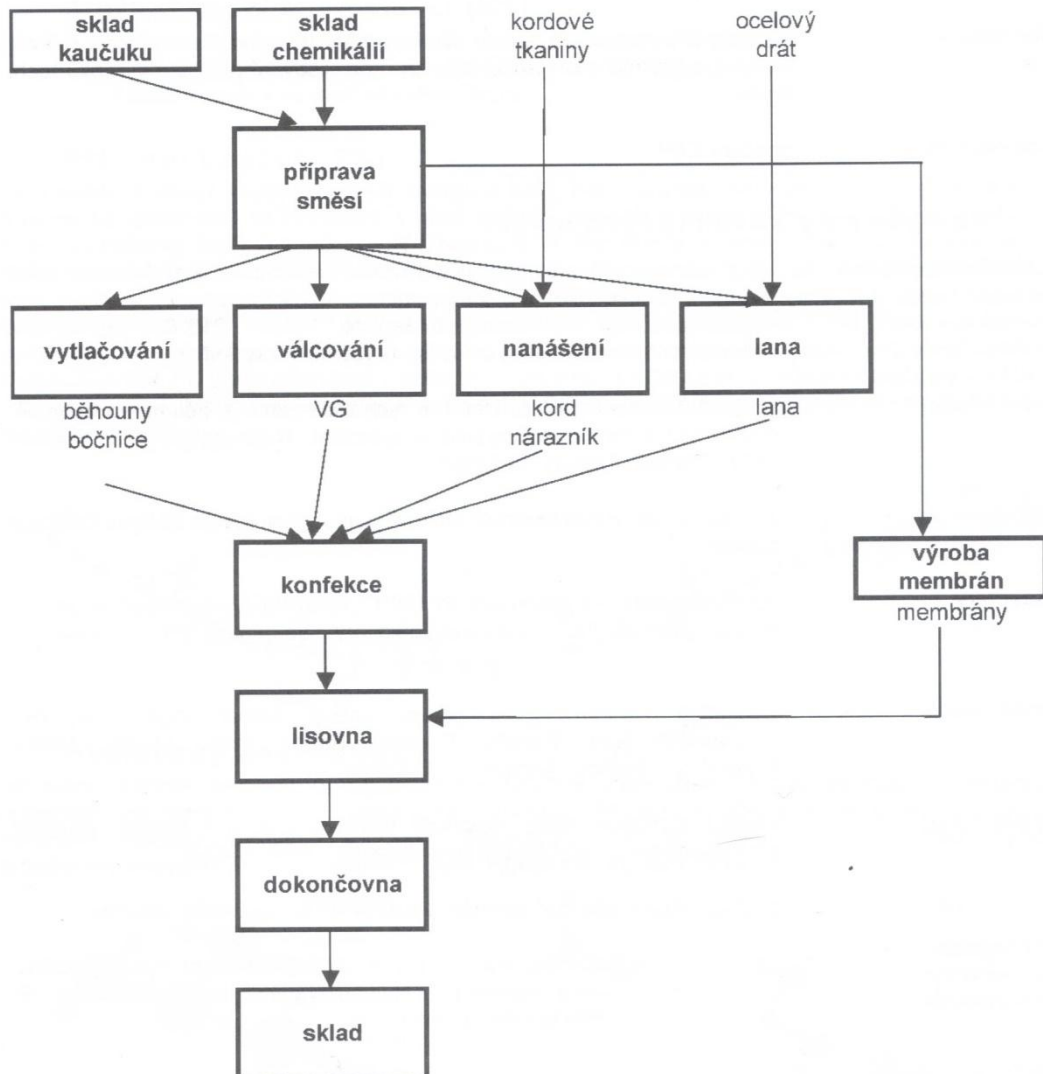 sklad
kaučuku
sklad
chemikálií
kordové
tkaniny
ocelový
drát
příprava
směsí
vytlačování
válcování
nanášení
lana
běhouny
bočnice
VG
kord
nárazník
lana
konfekce
výroba
membrán
membrány
lisovna
dokončovna
sklad